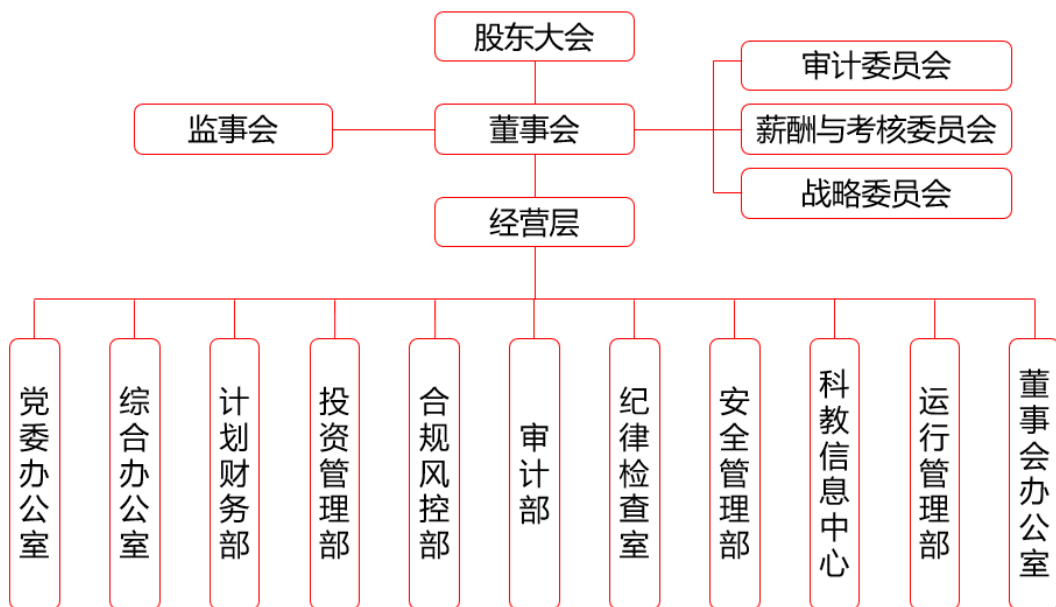 股东大会
审计委员会
监事会
董事会
薪酬与考核委员会
战略委员会
经营层
党委办公室
综合办公室
计划财务部
投资管理部
合规风控部
审计部
纪律检查室
安全管理部
科教信息中心
运行管理部
董事会办公室